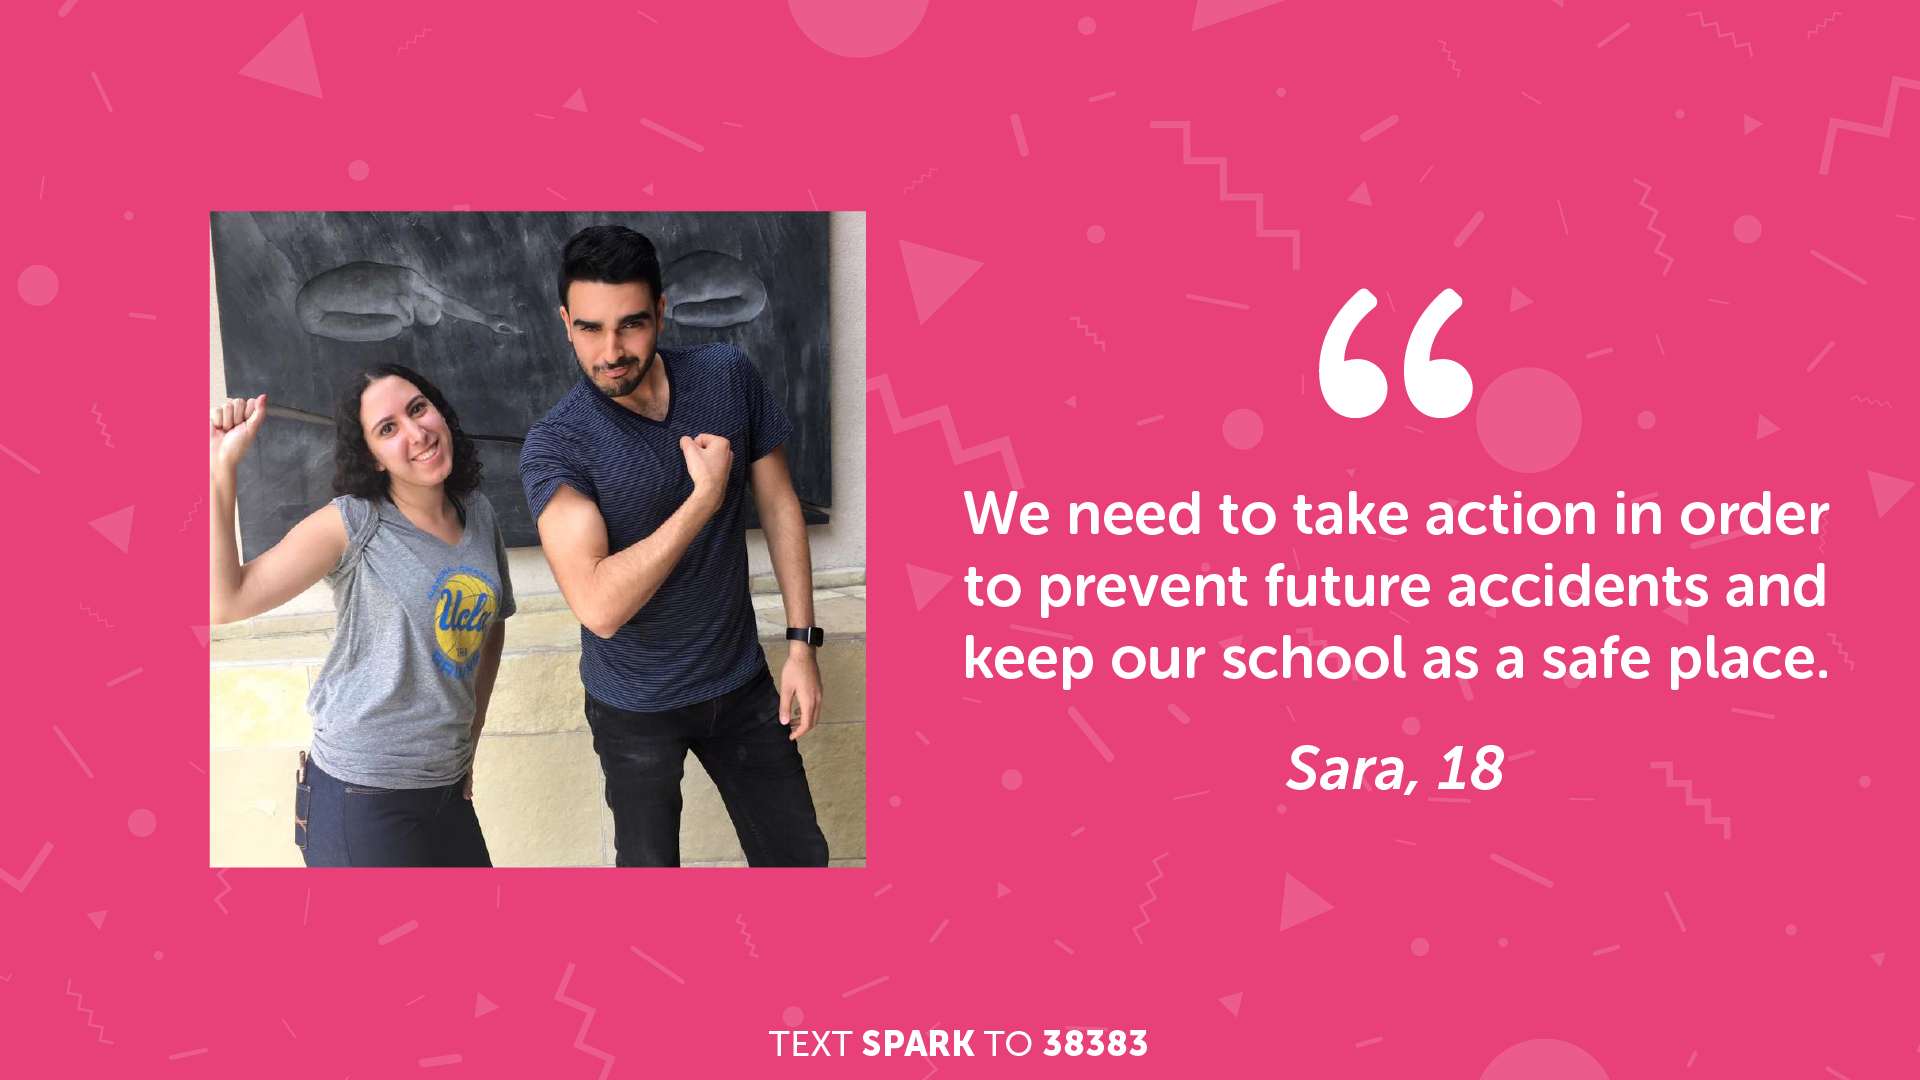 “
We need to take action in order
to prevent future accidents and
keep our school as a safe place.
Sara, 18
Ucla
TEXT SPARK TO 38383